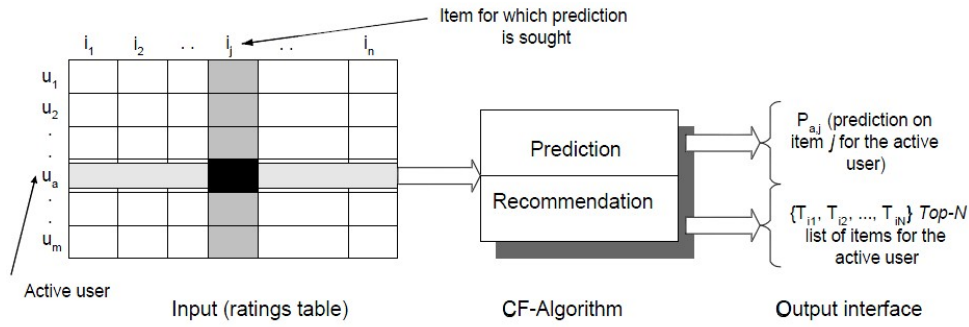 Item for which prediction
is sought
i1 i2 . . ij . . in
u1
u2
.
.
ua
.
.
um
Active user
Input (ratings table)
Prediction
Recommendation
CF-Algorithm
Pa,j (prediction on
item j for the active
user)
{Ti1, Ti2, ..., TiN} Top-N
list of items for the
active user
Output interface